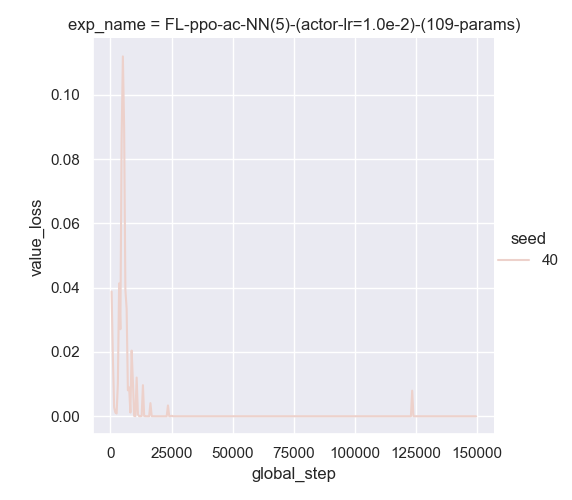 exp_name = FL-ppo-ac-NN(5)-(actor-lr=1.0e-2)-(109-params)
0.10
0.08
0.06
0.04
0.02
0.00
value_loss
0 25000 50000 75000 100000 125000 150000
global_step
seed
40